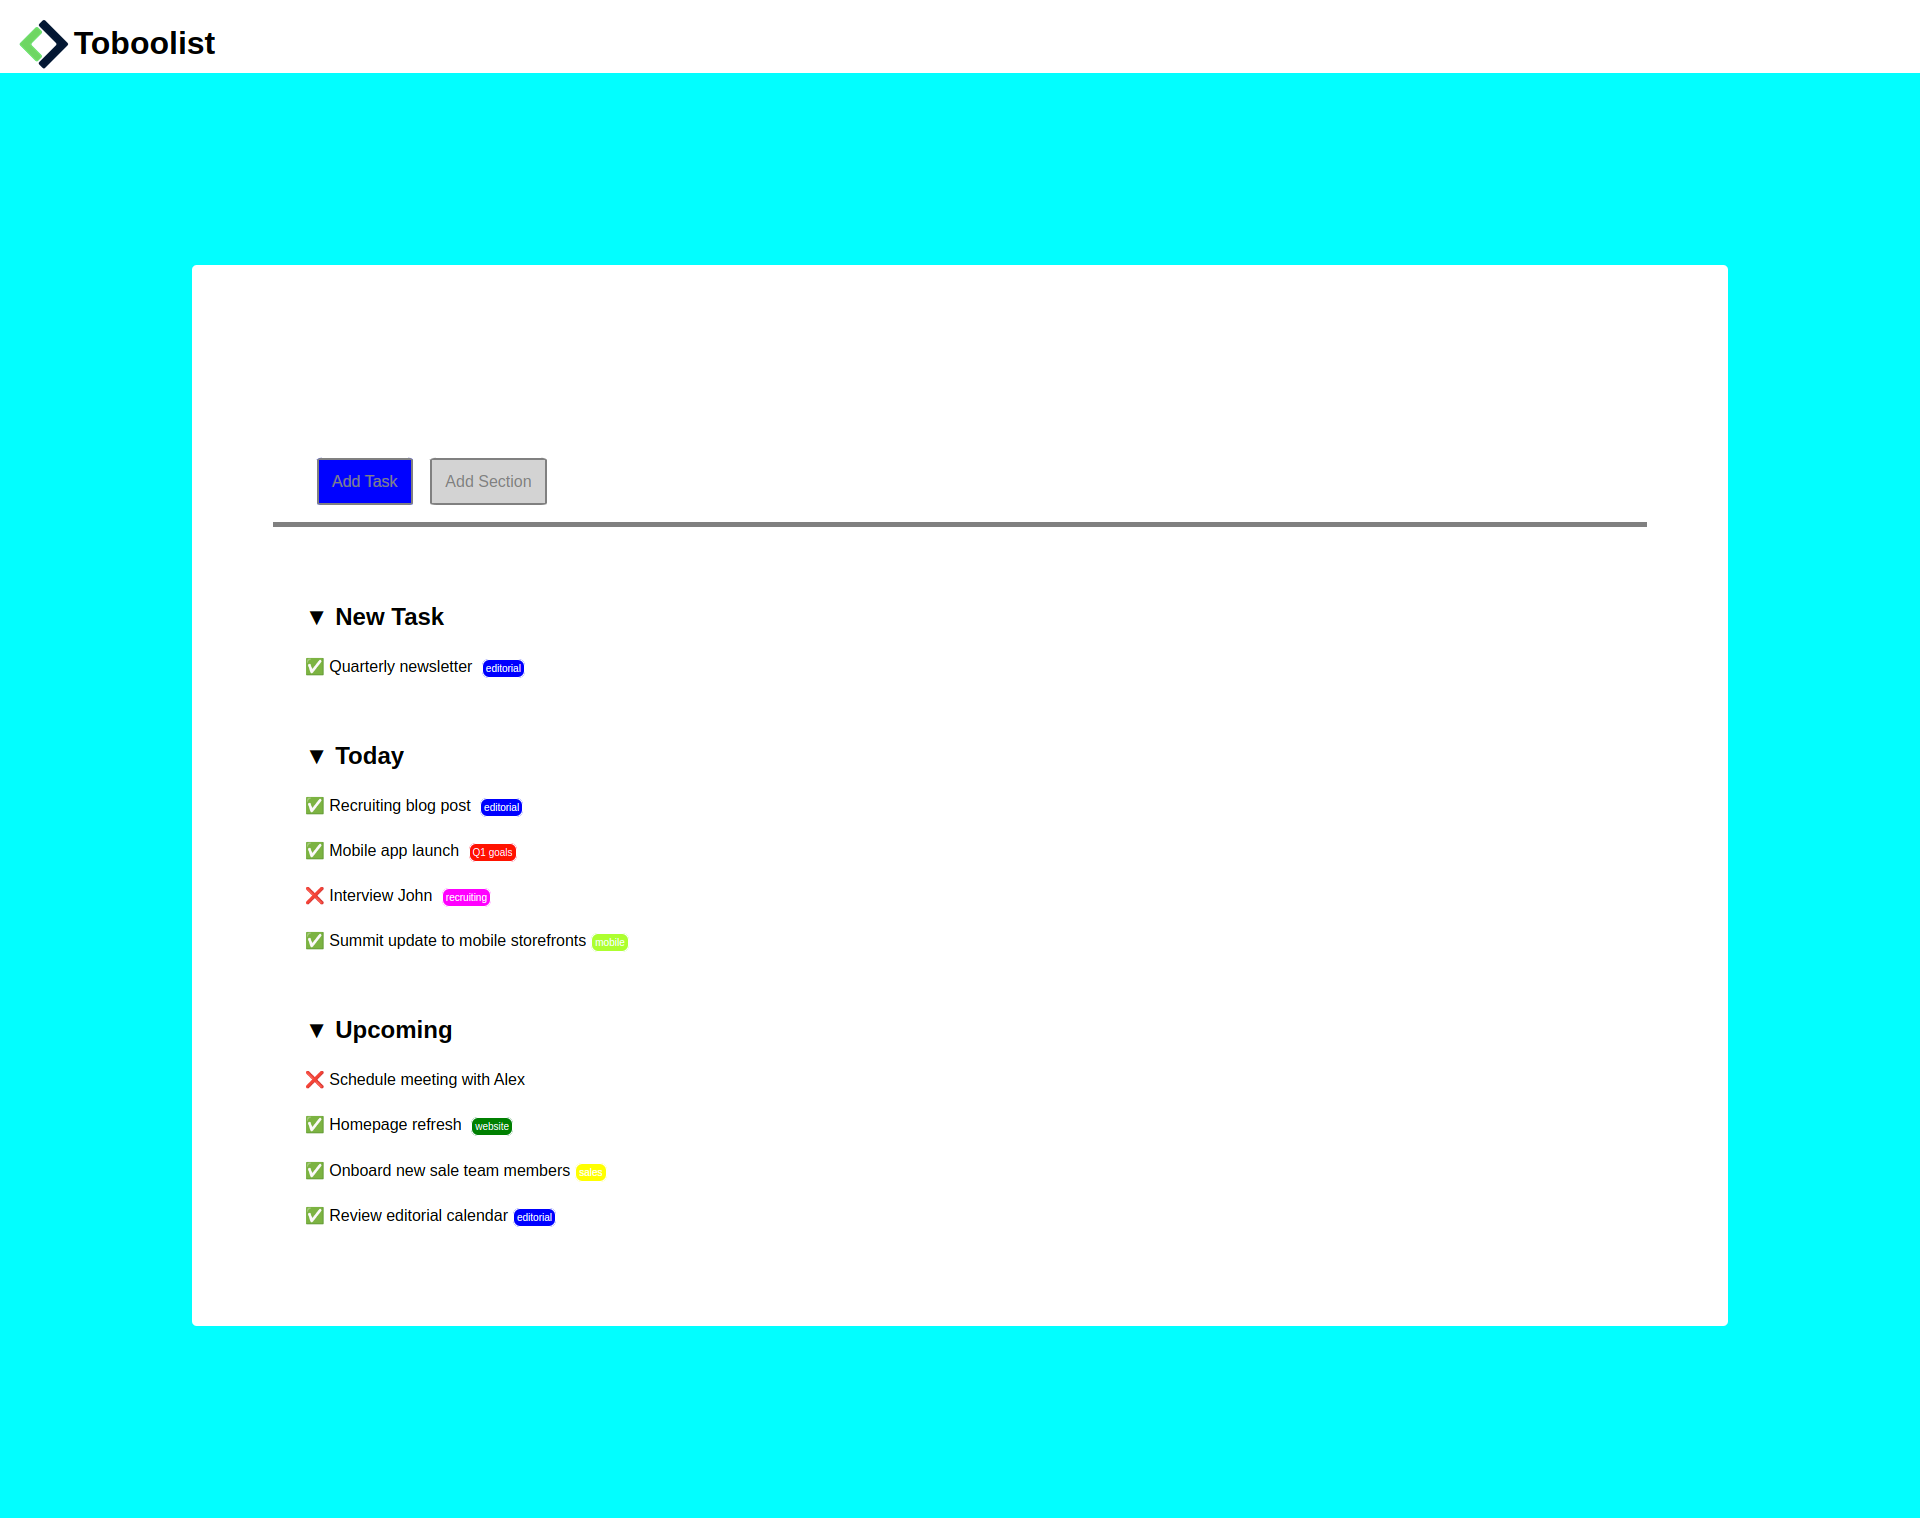 Toboolist
Add Task Add Section
▼ New Task
✅ Quarterly newsletter editorial
▼ Today
✅ Recruiting blog post editorial
✅ Mobile app launch Q1 goals
❌ Interview John recruiting
✅ Summit update to mobile storefronts mobile
▼ Upcoming
❌ Schedule meeting with Alex
✅ Homepage refresh website
✅ Onboard new sale team members sales
✅ Review editorial calendar editorial